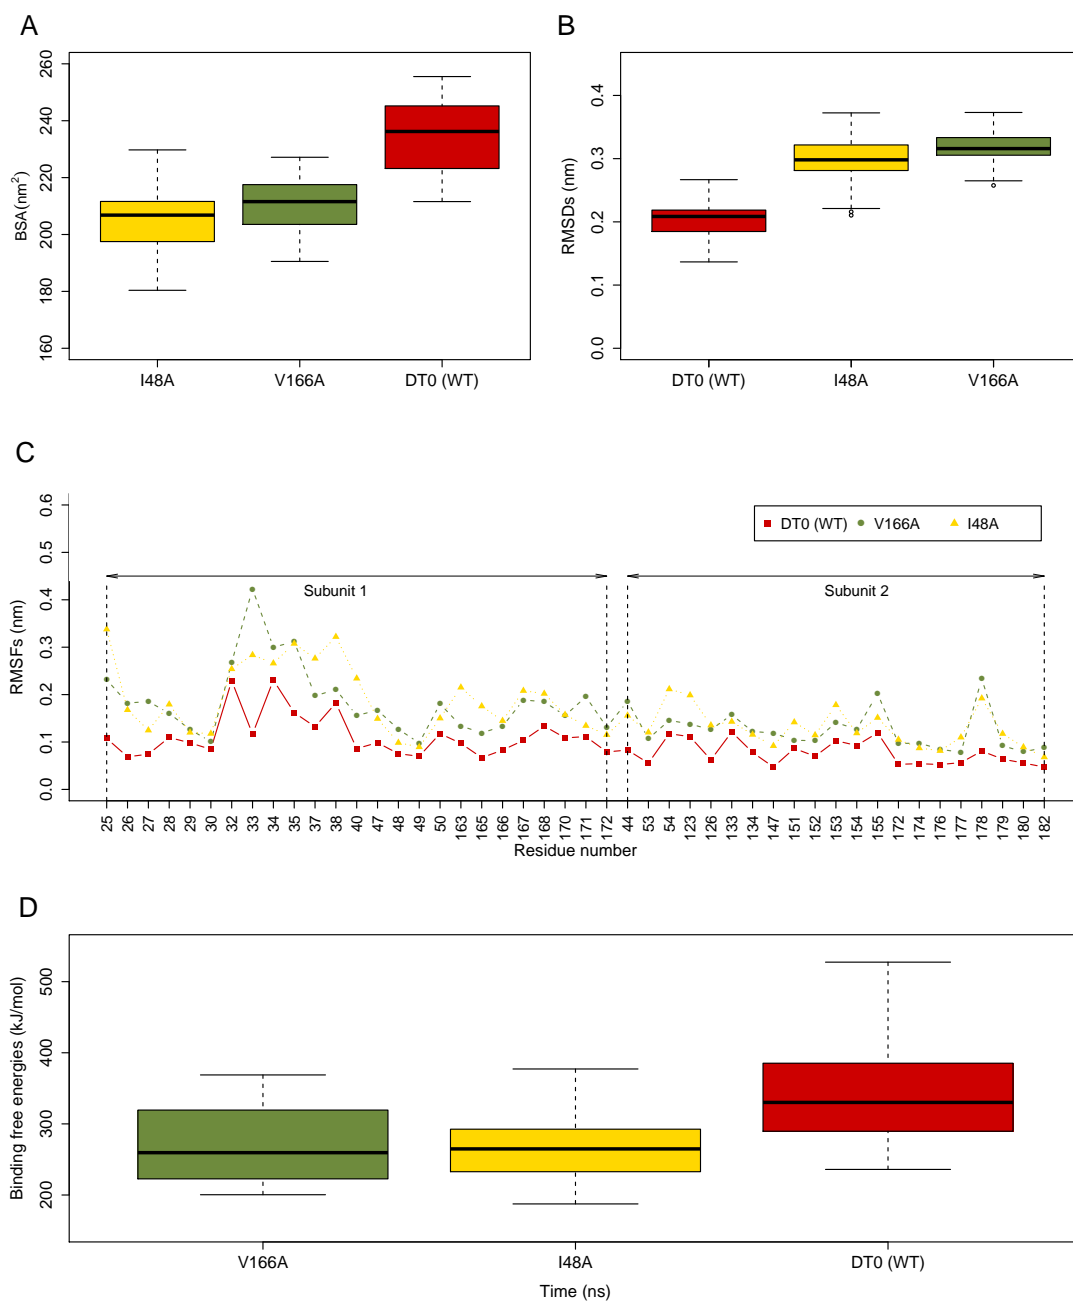 A
BSA(nm²)
160
180
200
220
240
260
I48A
V166A
DT0 (WT)
B
RMSDs (nm)
0.0
0.1
0.2
0.3
0.4
DT0 (WT)
I48A
V166A
C
RMSFs (nm)
0.0
0.1
0.2
0.3
0.4
0.5
0.6
DT0 (WT) V166A I48A
Subunit 1
Subunit 2
25 26 27 28 29 30 32 33 34 35 37 38 40 47 48 49 50 163 165 166 167 168 170 171 172 44 53 54 123 126 133 134 147 151 152 153 154 155 172 174 176 177 178 179 180 182
Residue number
D
Binding free energies (kJ/mol)
200
300
400
500
V166A
I48A
DT0 (WT)
Time (ns)